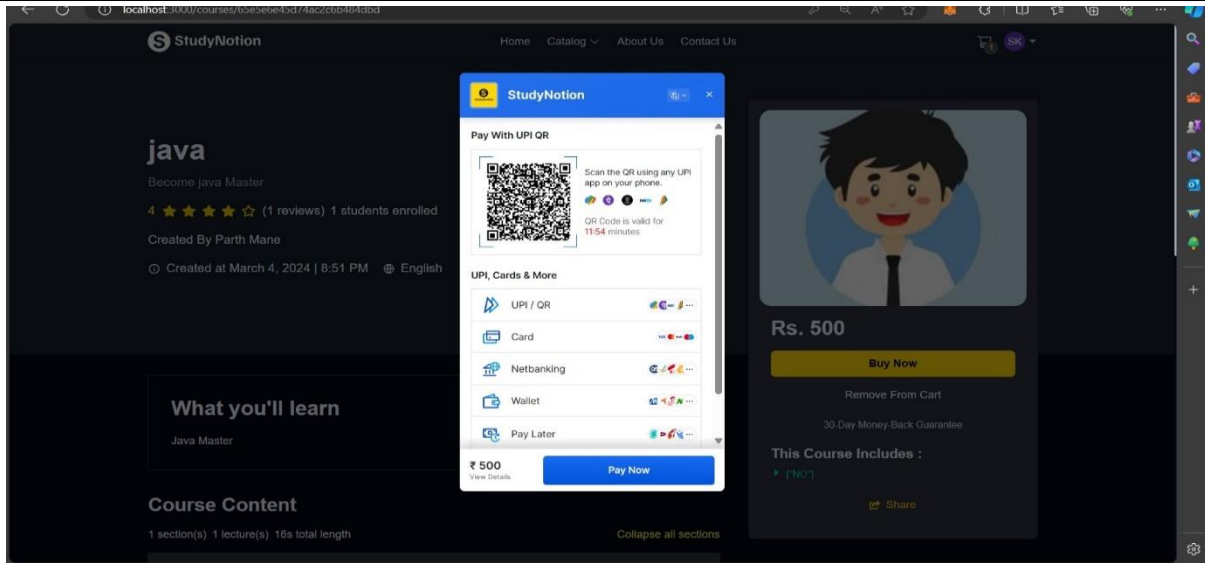 localhost:3000/courses/65e5e6e45d74ac2c6b484dbd
StudyNotion
Home Catalog About Us Contact Us
1
SK
StudyNotion
java
Become java Master
4 (1 reviews) 1 students enrolled
Created By Parth Mane
Created at March 4, 2024 | 8:51 PM English
Pay With UPI QR
Scan the QR using any UPI
app on your phone.
QR Code is valid for
11:54 minutes
UPI, Cards & More
UPI / QR
Card
Netbanking
Wallet
Pay Later
₹ 500
View Details
Pay Now
Rs. 500
Buy Now
Remove From Cart
30-Day Money-Back Guarantee
This Course Includes :
["NO"]
Share
What you'll learn
Java Master
Course Content
1 section(s) 1 lecture(s) 16s total length
Collapse all sections